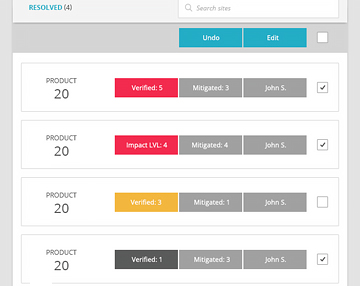 RESOLVED (4)
Search sites
Undo Edit
PRODUCT
20
Verified: 5 Mitigated: 3 John S.
PRODUCT
20
Impact LVL: 4 Mitigated: 4 John S.
PRODUCT
20
Verified: 3 Mitigated: 1 John S.
PRODUCT
20
Verified: 1 Mitigated: 3 John S.